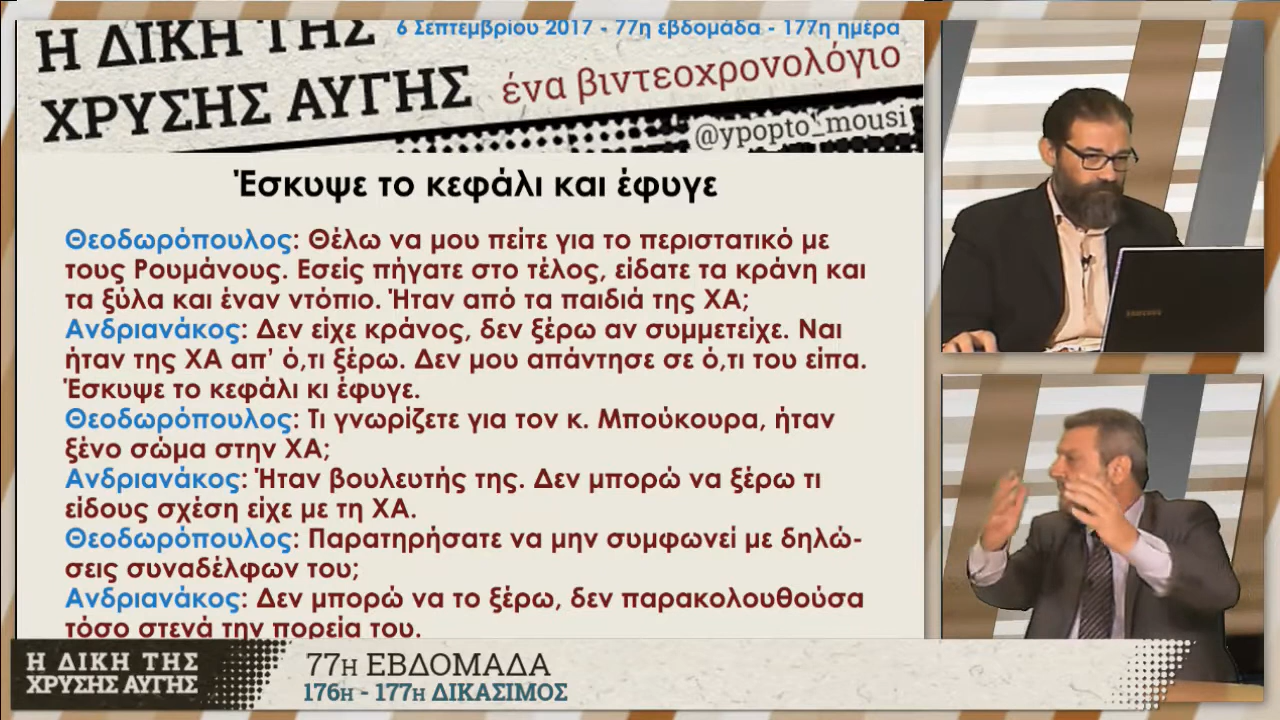 Η ΔΙΚΗ ΤΗΣ
ΧΡΥΣΗΣ ΑΥΓΗΣ
6 Σεπτεμβρίου 2017 - 77η εβδομάδα - 177η ημέρα
ένα βιντεοχρονολόγιο
@ypopto_mousi
Έσκυψε το κεφάλι και έφυγε
Θεοδωρόπουλος: Θέλω να μου πείτε για το περιστατικό με
τους Ρουμάνους. Εσείς πήγατε στο τέλος, είδατε τα κράνη και
τα ξύλα και έναν ντόπιο. Ήταν από τα παιδιά της ΧΑ;
Ανδριανάκος: Δεν είχε κράνος, δεν ξέρω αν συμμετείχε. Ναι
ήταν της ΧΑ απ' ό,τι ξέρω. Δεν μου απάντησε σε ό,τι του είπα.
Έσκυψε το κεφάλι κι έφυγε.
Θεοδωρόπουλος: Τι γνωρίζετε για τον κ. Μπούκουρα, ήταν
ξένο σώμα στην ΧΑ;
Ανδριανάκος: Ήταν βουλευτής της. Δεν μπορώ να ξέρω τι
είδους σχέση είχε με τη ΧΑ.
Θεοδωρόπουλος: Παρατηρήσατε να μην συμφωνεί με δηλώ-
σεις συναδέλφων του;
Ανδριανάκος: Δεν μπορώ να το ξέρω, δεν παρακολουθούσα
τόσο στενά την πορεία του.
SAMSUNG
Η ΔΙΚΗ ΤΗΣ
ΧΡΥΣΗΣ ΑΥΓΗΣ
77Η ΕΒΔΟΜΑΔΑ
176Η - 177Η ΔΙΚΑΣΙΜΟΣ